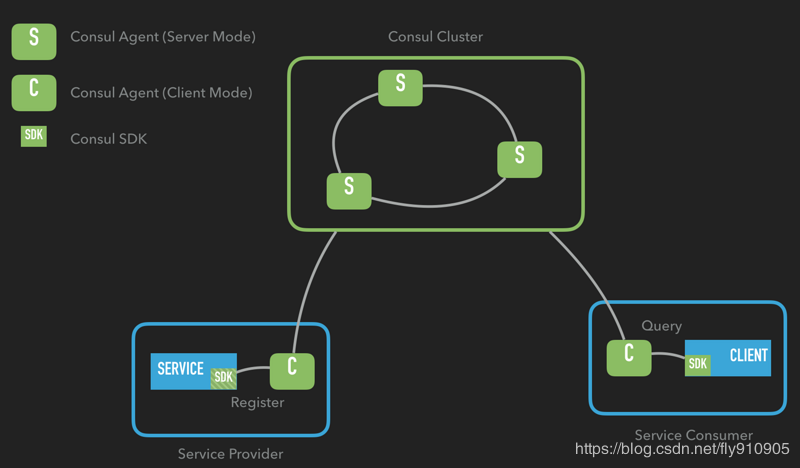 S
Consul Agent (Server Mode)
C
Consul Agent (Client Mode)
SDK
Consul SDK
Consul Cluster
S
S
S
SERVICE
SDK
C
Register
Service Provider
Query
C
SDK
CLIENT
Service Consumer
https://blog.csdn.net/fly910905